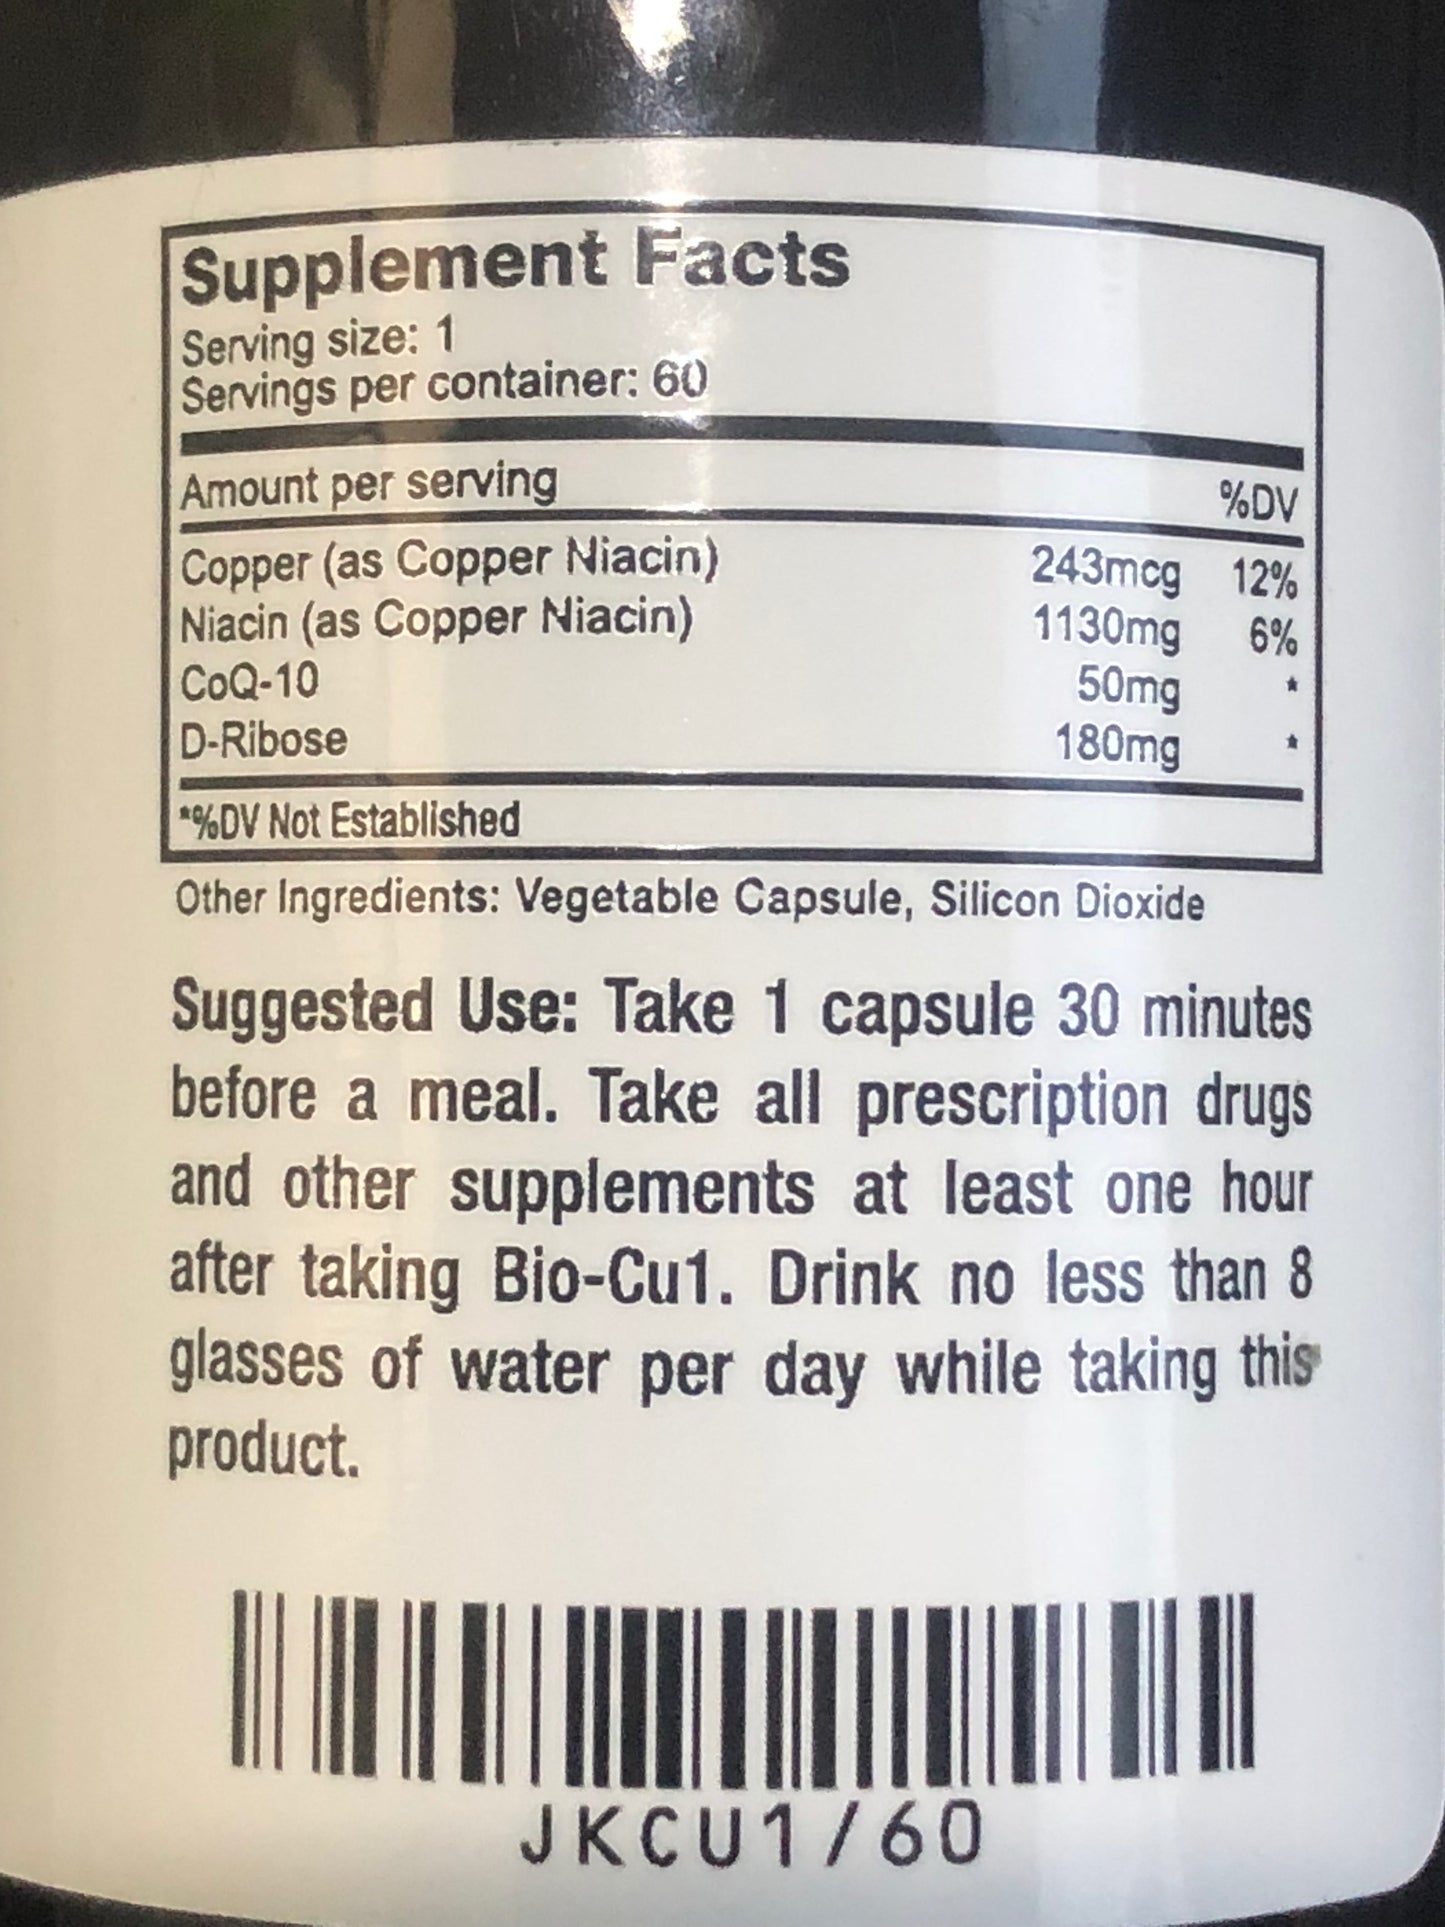 Supplement Facts
Serving size: 1
Servings per container: 60
Amount per serving %DV
Copper (as Copper Niacin) 243mcg 12%
Niacin (as Copper Niacin) 1130mg 6%
CoQ-10 50mg *
D-Ribose 180mg *
*%DV Not Established
Other Ingredients: Vegetable Capsule, Silicon Dioxide
Suggested Use: Take 1 capsule 30 minutes
before a meal. Take all prescription drugs
and other supplements at least one hour
after taking Bio-Cu1. Drink no less than 8
glasses of water per day while taking this
product.
JKCU1/60